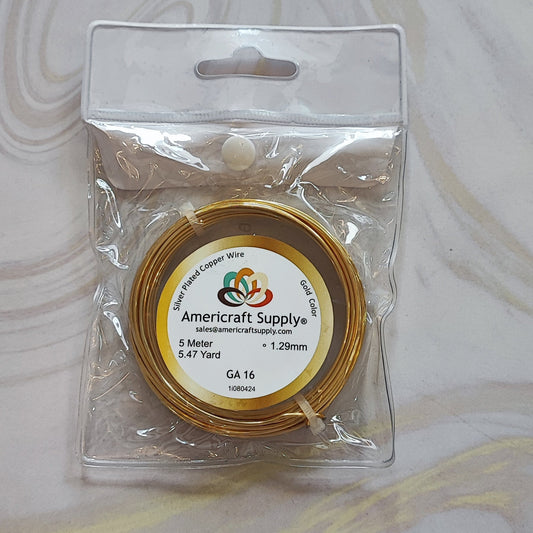 Silver Plated Copper Wire
Gold Color
Americraft Supply®
sales@americraftsupply.com
5 Meter
5.47 Yard
° 1.29mm
GA 16
1i080424